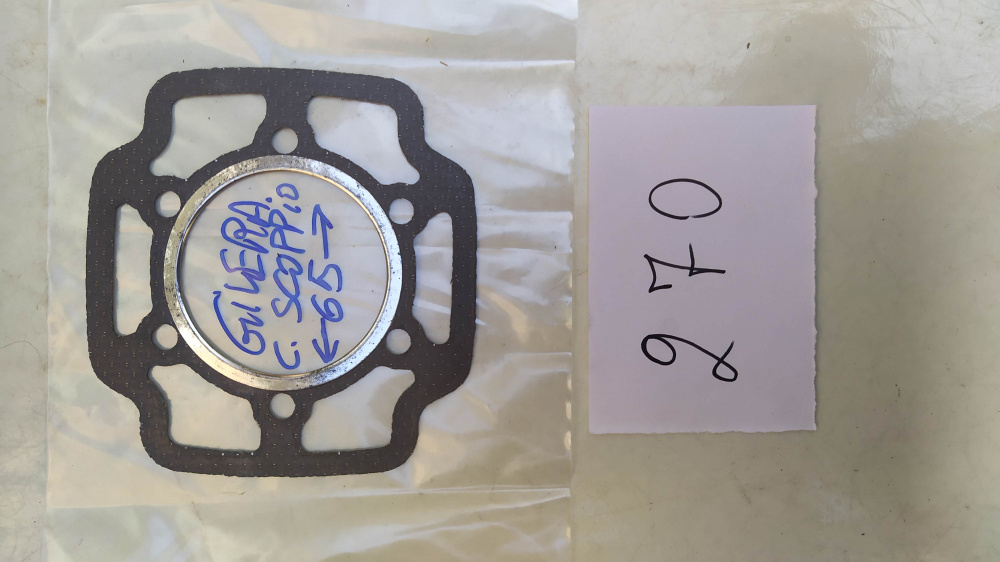 GILERA.
C. SCOPPIO
←65→
270